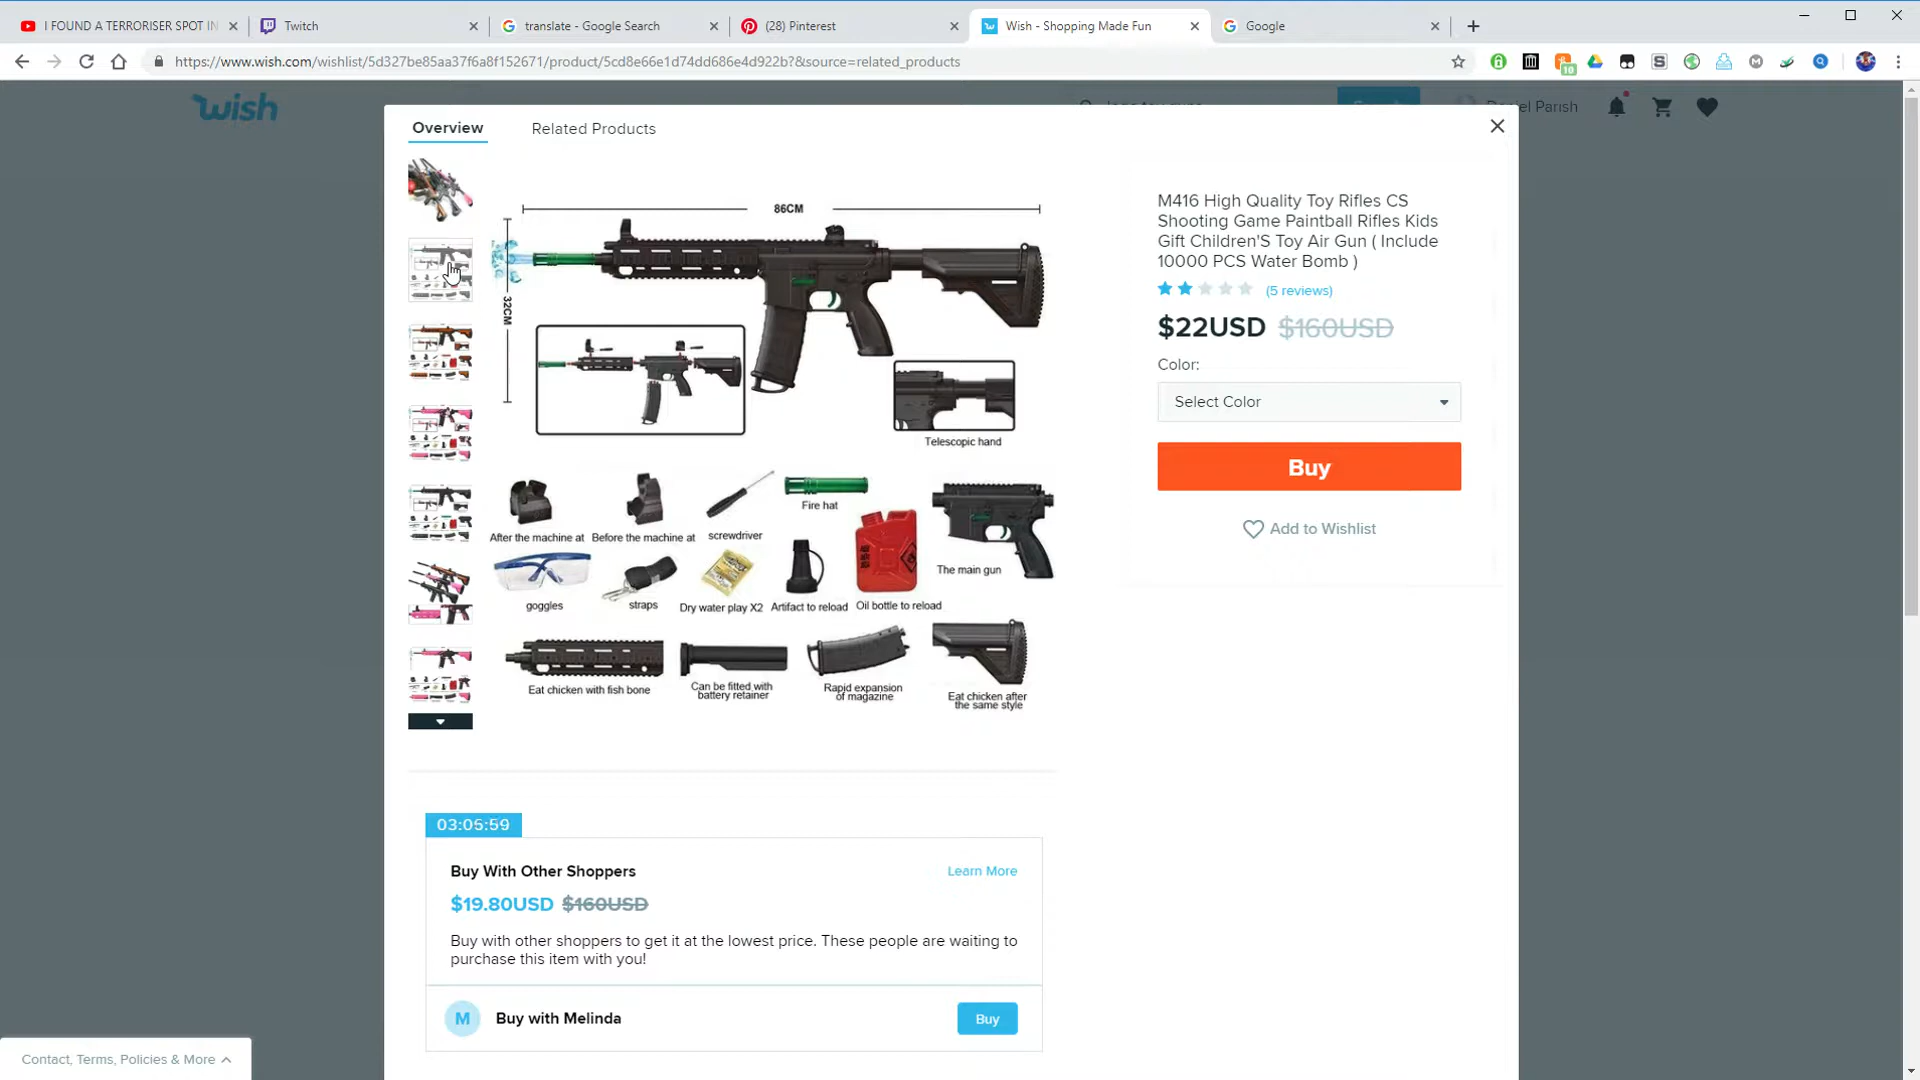 I FOUND A TERRORISER SPOT IN
Twitch
translate - Google Search
(28) Pinterest
Wish - Shopping Made Fun
Google
https://www.wish.com/wishlist/5d327be85aa37f6a8f152671/product/5cd8e66e1d74dd686e4d922b?&source=related_products
10
wish
Parish
Overview
Related Products
86CM
32CM
Telescopic hand
After the machine at
Before the machine at
screwdriver
Fire hat
The main gun
goggles
straps
Dry water play X2
Artifact to reload
Oil bottle to reload
Eat chicken with fish bone
Can be fitted with
battery retainer
Rapid expansion
of magazine
Eat chicken after
the same style
M416 High Quality Toy Rifles CS
Shooting Game Paintball Rifles Kids
Gift Children'S Toy Air Gun ( Include
10000 PCS Water Bomb )
(5 reviews)
$22USD $160USD
Color:
Select Color
Buy
Add to Wishlist
03:05:59
Buy With Other Shoppers
Learn More
$19.80USD $160USD
Buy with other shoppers to get it at the lowest price. These people are waiting to
purchase this item with you!
M
Buy with Melinda
Buy
Contact, Terms, Policies & More